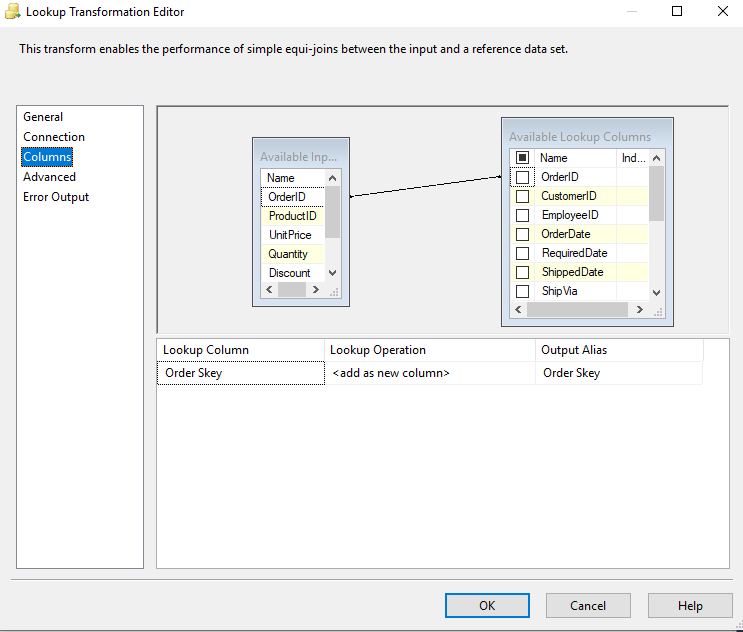 Lookup Transformation Editor
This transform enables the performance of simple equi-joins between the input and a reference data set.
General
Connection
Columns
Advanced
Error Output
Available Inp...
Name
OrderID
ProductID
UnitPrice
Quantity
Discount
Available Lookup Columns
Name Ind...
OrderID
CustomerID
EmployeeID
OrderDate
RequiredDate
ShippedDate
ShipVia
Lookup Column Lookup Operation Output Alias
Order Skey <add as new column> Order Skey
OK Cancel Help